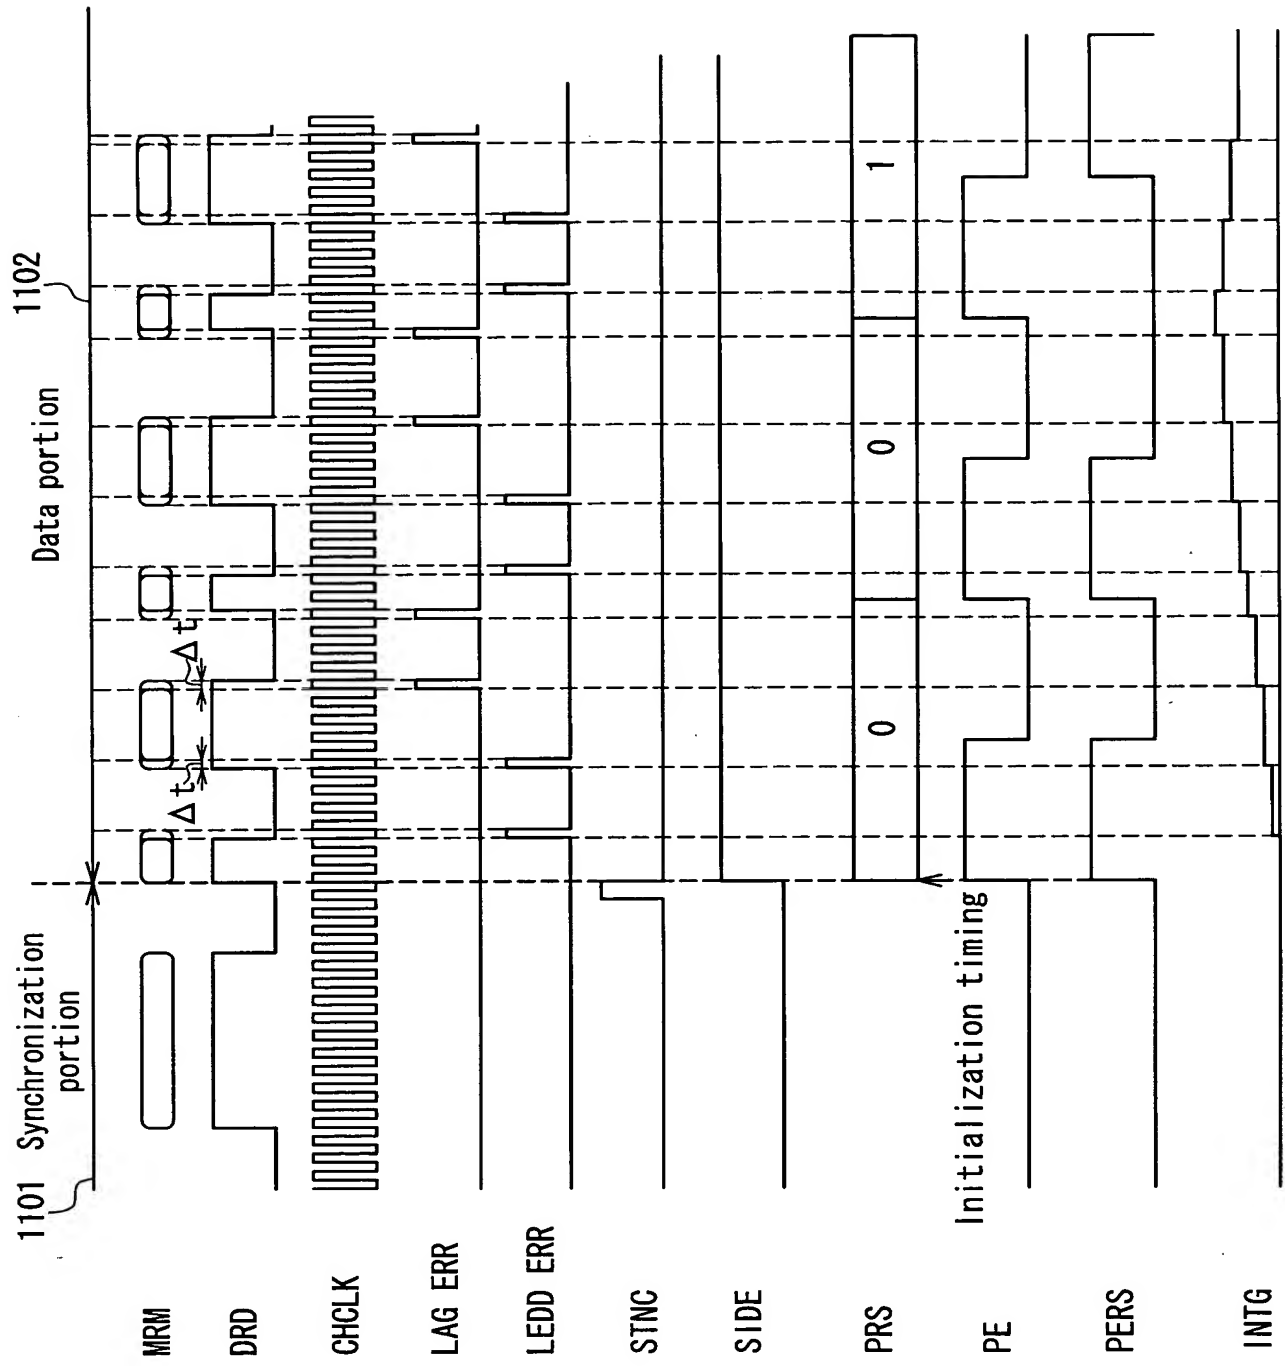 1101 Synchronization
portion
Data portion
1102
MRM
Δt
Δt
DRD
CHCLK
LAG ERR
LEDD ERR
STNC
SIDE
PRS
0
0
1
Initialization timing
PE
PERS
INTG